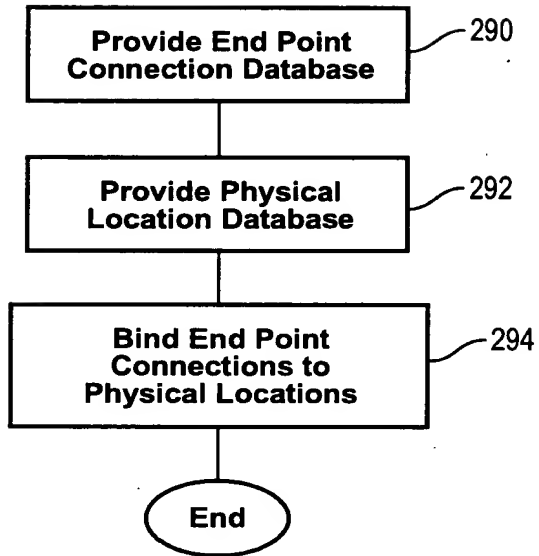 Provide End Point
Connection Database
290
Provide Physical
Location Database
292
Bind End Point
Connections to
Physical Locations
294
End